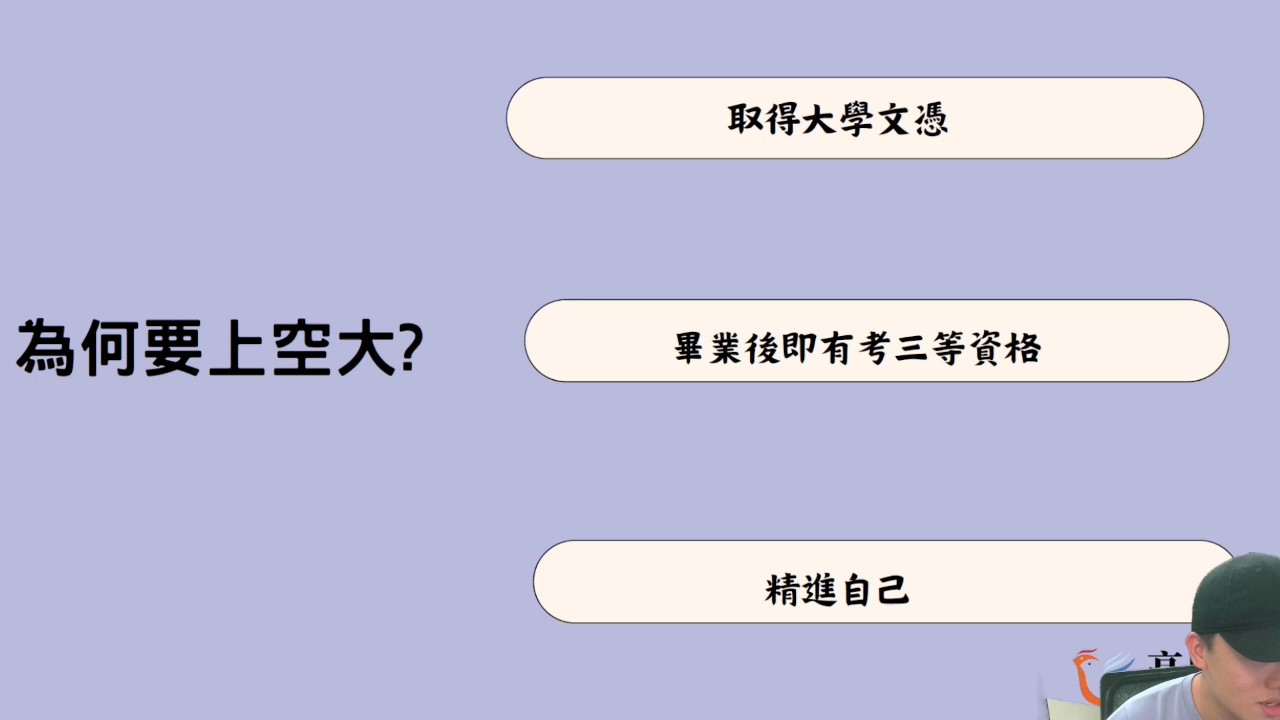 取得大學文憑
為何要上空大?
畢業後即有考三等資格
精進自己